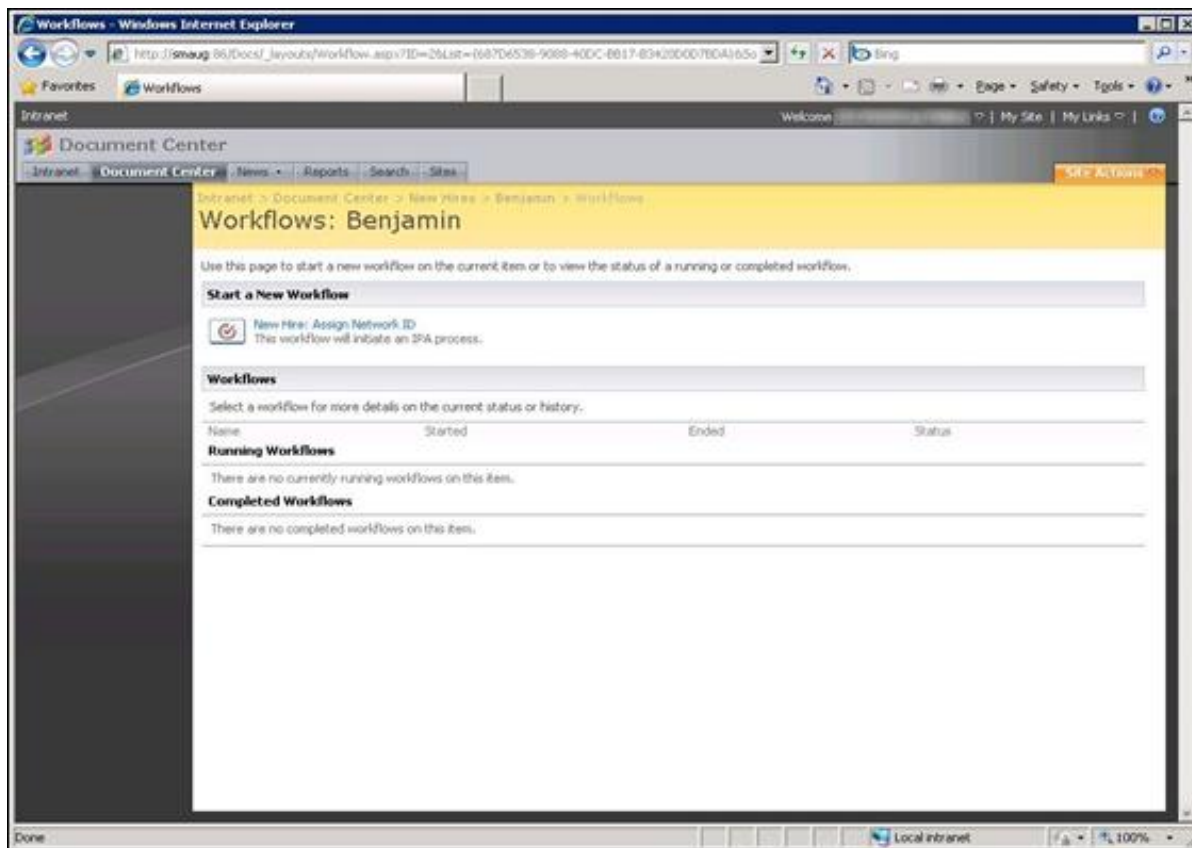 Workflows - Windows Internet Explorer
Bing
Favorites Workflows Page Safety Tools
Intranet Welcome | My Site | My Links |
Document Center
Intranet Document Center News Reports Search Sites Site Actions
Intranet > Document Center > New Hires > Benjamin > Workflows
Workflows: Benjamin
Use this page to start a new workflow on the current item or to view the status of a running or completed workflow.
Start a New Workflow
New Hire: Assign Network ID
This workflow will initiate an IPA process.
Workflows
Select a workflow for more details on the current status or history.
Name Started Ended Status
Running Workflows
There are no currently running workflows on this item.
Completed Workflows
There are no completed workflows on this item.
Done Local intranet 100%